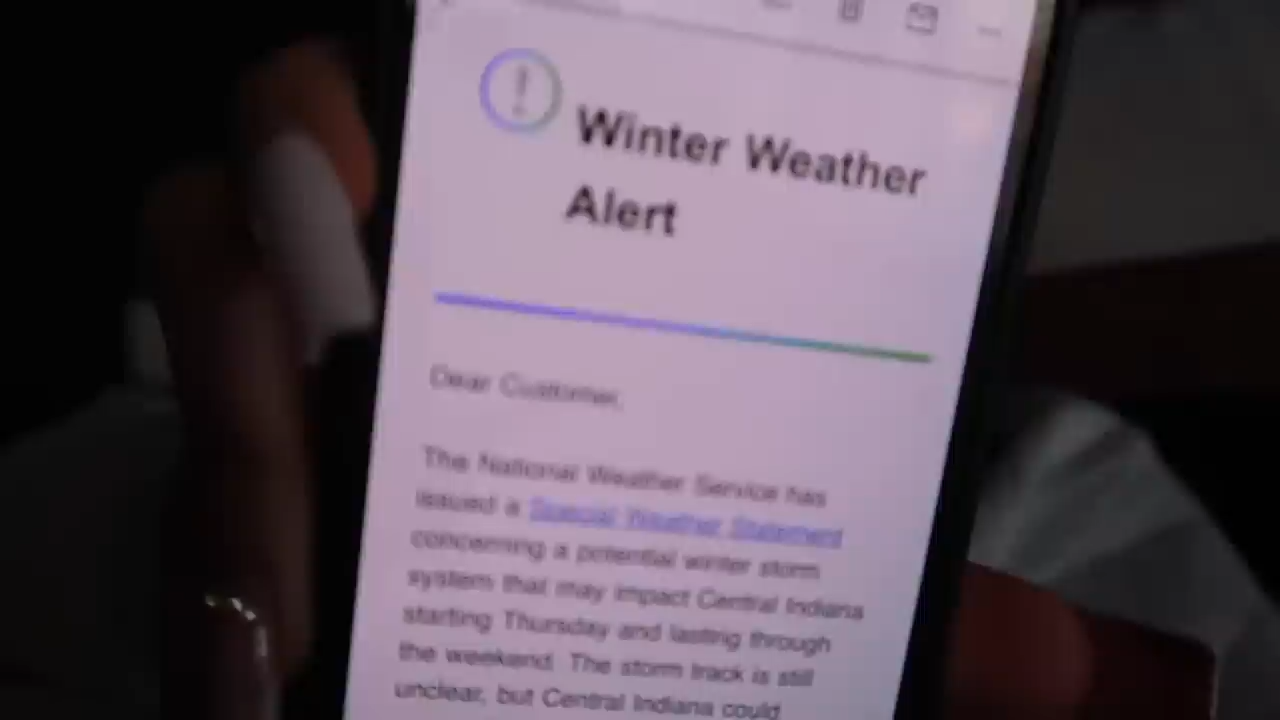 Winter Weather
Alert
Dear Customer,
The National Weather Service has
issued a Special Weather Statement
concerning a potential winter storm
system that may impact Central Indiana
starting Thursday and lasting through
the weekend. The storm track is still
unclear, but Central Indiana could